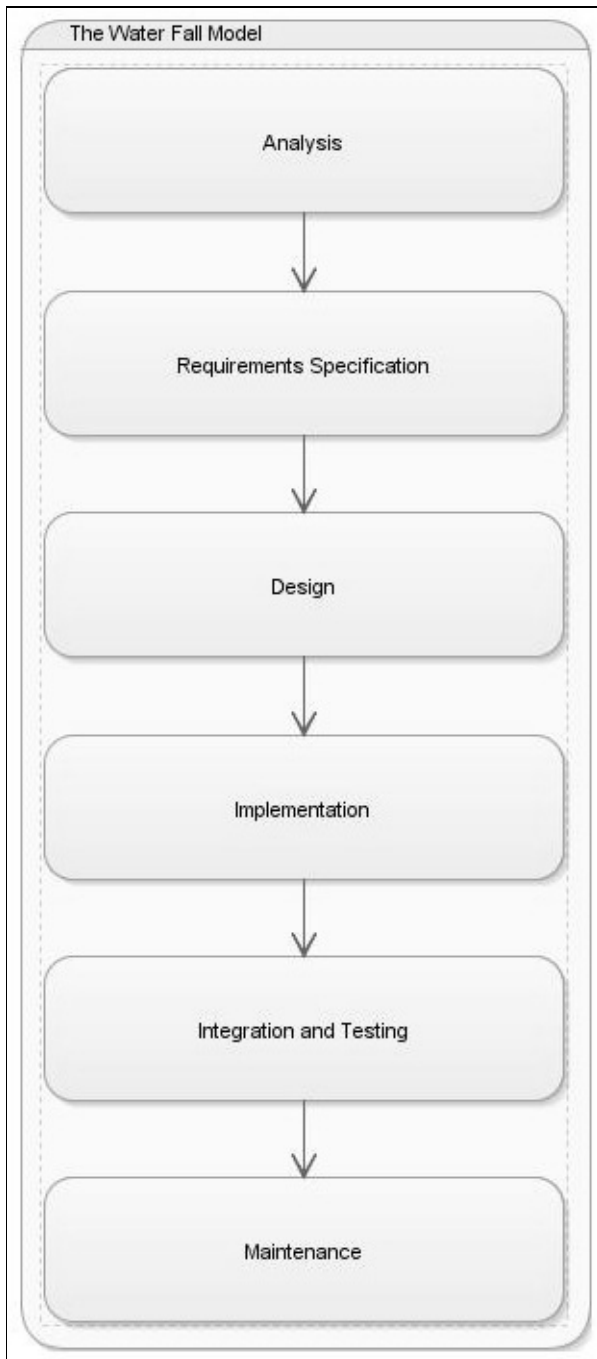 The Water Fall Model
Analysis
Requirements Specification
Design
Implementation
Integration and Testing
Maintenance